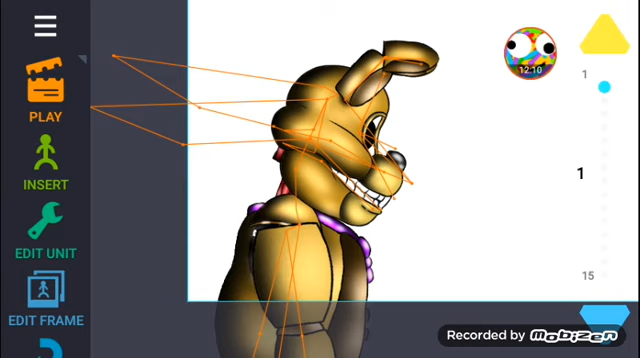 PLAY
INSERT
EDIT UNIT
EDIT FRAME
12:10
1
1
15
Recorded by mobizen